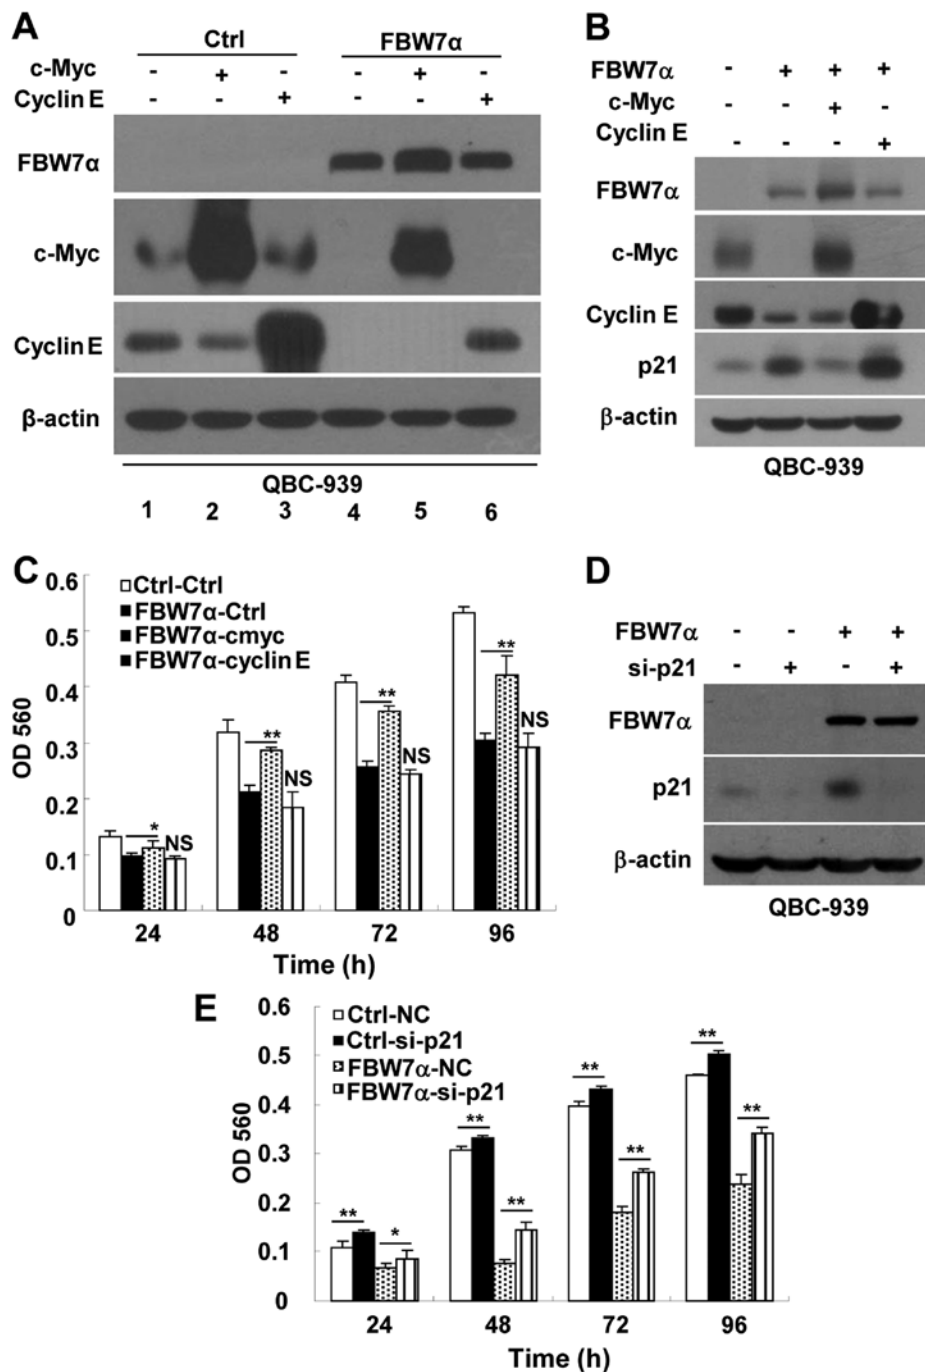 A
Ctrl FBW7α
c-Myc - + - - + -
Cyclin E - - + - - +
FBW7α
c-Myc
Cyclin E
β-actin
QBC-939
1 2 3 4 5 6
B
FBW7α - + + +
c-Myc - - + -
Cyclin E - - - +
FBW7α
c-Myc
Cyclin E
p21
β-actin
QBC-939
C
Ctrl-Ctrl
FBW7α-Ctrl
FBW7α-cmyc
FBW7α-cyclin E
OD 560
0.6
0.5
0.4
0.3
0.2
0.1
0
* NS
** NS
** NS
** NS
24 48 72 96
Time (h)
D
FBW7α - - + +
si-p21 - + - +
FBW7α
p21
β-actin
QBC-939
E
Ctrl-NC
Ctrl-si-p21
FBW7α-NC
FBW7α-si-p21
OD 560
0.6
0.5
0.4
0.3
0.2
0.1
0
** *
** **
** **
** **
24 48 72 96
Time (h)